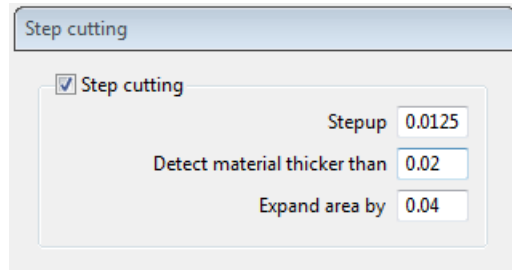 Step cutting
Step cutting
Stepup 0.0125
Detect material thicker than 0.02
Expand area by 0.04